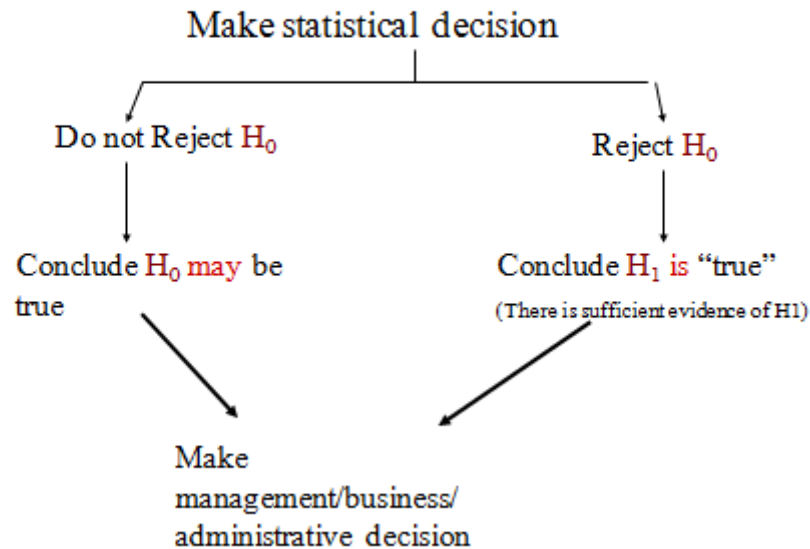 Make statistical decision
Do not Reject H₀
Reject H₀
Conclude H₀ may be
true
Conclude H₁ is “true”
(There is sufficient evidence of H1)
Make
management/business/
administrative decision